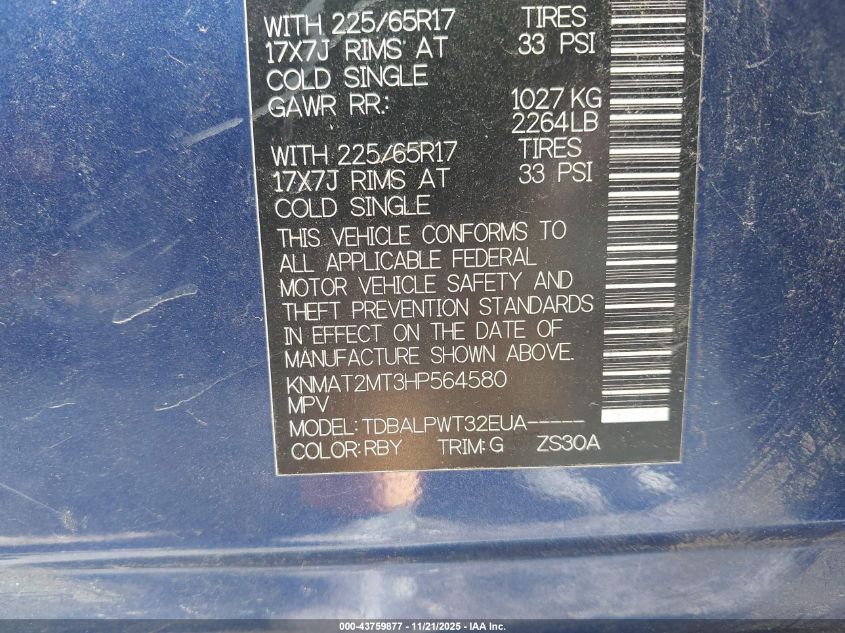 WITH 225/65R17 TIRES
17X7J RIMS AT 33 PSI
COLD SINGLE
GAWR RR.: 1027 KG
2264LB
WITH 225/65R17 TIRES
17X7J RIMS AT 33 PSI
COLD SINGLE
THIS VEHICLE CONFORMS TO
ALL APPLICABLE FEDERAL
MOTOR VEHICLE SAFETY AND
THEFT PREVENTION STANDARDS
IN EFFECT ON THE DATE OF
MANUFACTURE SHOWN ABOVE.
KNMAT2MT3HP564580
MPV
MODEL:TDBALPWT32EUA-----
COLOR:RBY TRIM:G ZS30A
000-43759877 - 11/21/2025 - IAA Inc.